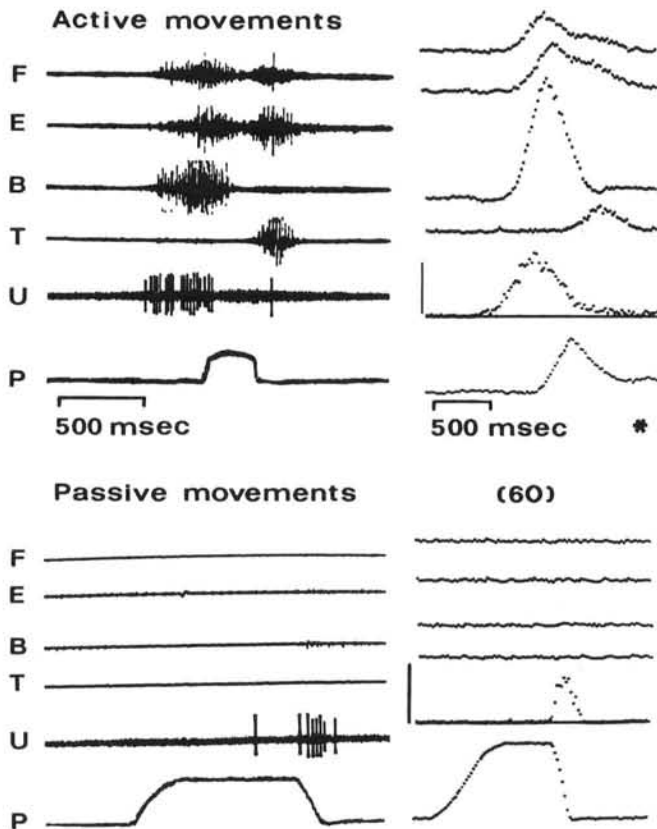 Active movements
F
E
B
T
U
P
500 msec
500 msec *
Passive movements (60)
F
E
B
T
U
P